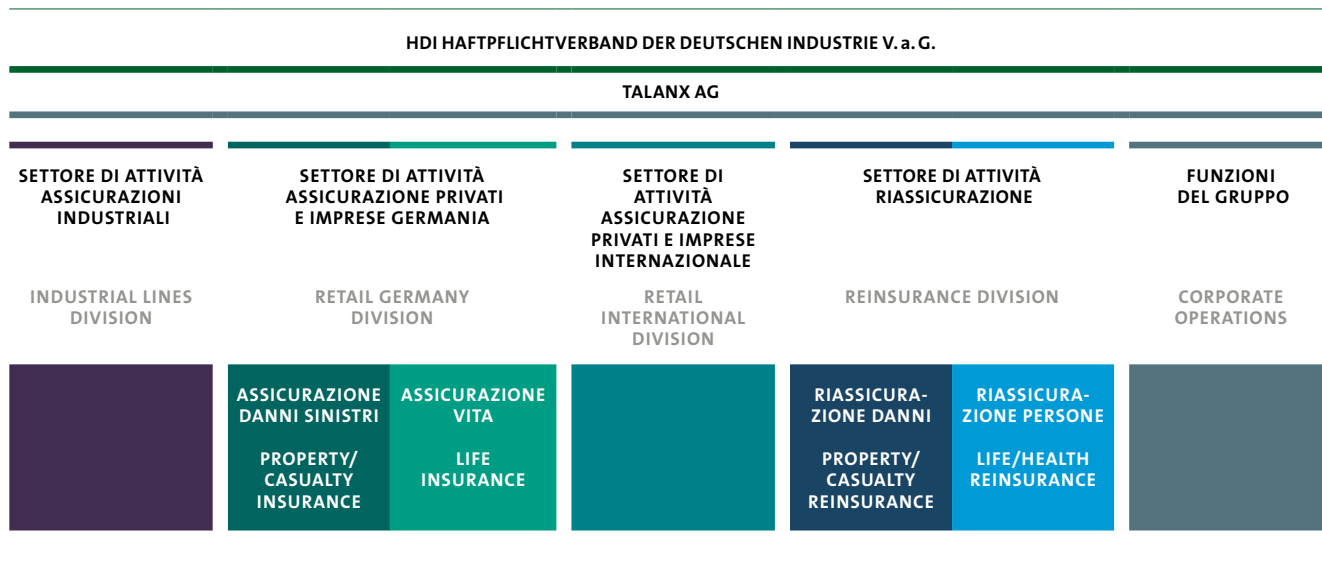 HDI HAFTPFLICHTVERBAND DER DEUTSCHEN INDUSTRIE V. a. G.
TALANX AG
SETTORE DI ATTIVITÀ
ASSICURAZIONI
INDUSTRIALI
INDUSTRIAL LINES
DIVISION
SETTORE DI ATTIVITÀ
ASSICURAZIONE PRIVATI
E IMPRESE GERMANIA
RETAIL GERMANY
DIVISION
ASSICURAZIONE
DANNI SINISTRI
PROPERTY/
CASUALTY
INSURANCE
ASSICURAZIONE
VITA
LIFE
INSURANCE
SETTORE DI
ATTIVITÀ
ASSICURAZIONE
PRIVATI E IMPRESE
INTERNAZIONALE
RETAIL
INTERNATIONAL
DIVISION
SETTORE DI ATTIVITÀ
RIASSICURAZIONE
REINSURANCE DIVISION
RIASSICURA-
ZIONE DANNI
PROPERTY/
CASUALTY
REINSURANCE
RIASSICURA-
ZIONE PERSONE
LIFE/HEALTH
REINSURANCE
FUNZIONI
DEL GRUPPO
CORPORATE
OPERATIONS